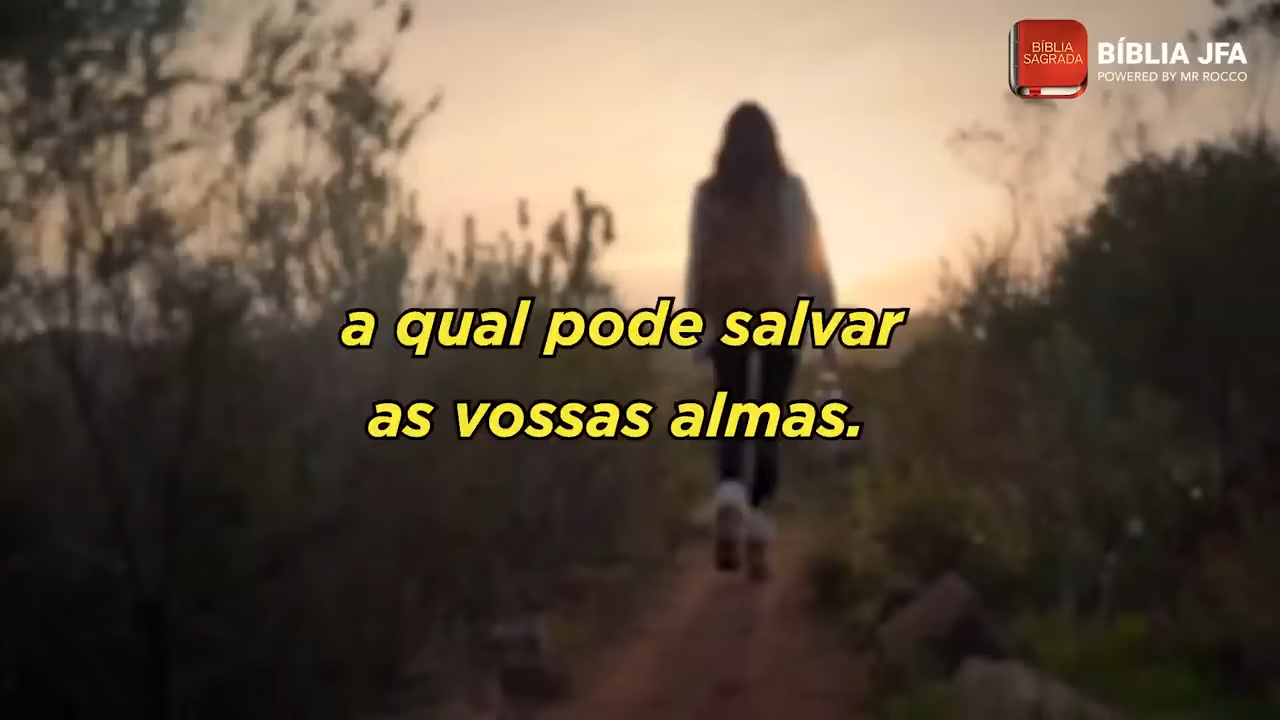 BÍBLIA
SAGRADA
BÍBLIA JFA
POWERED BY MR ROCCO
a qual pode salvar
as vossas almas.